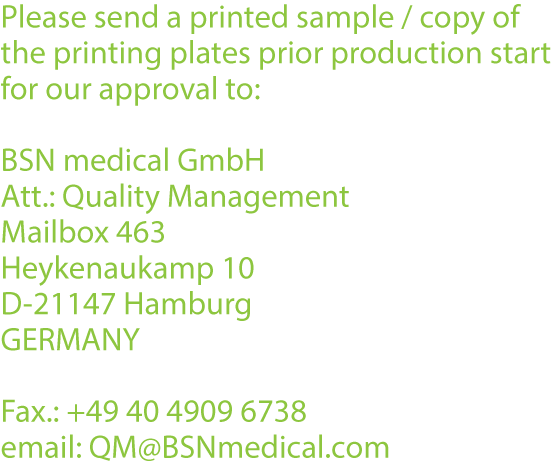 Please send a printed sample / copy of
the printing plates prior production start
for our approval to:

BSN medical GmbH
Att.: Quality Management
Mailbox 463
Heykenaukamp 10
D-21147 Hamburg
GERMANY

Fax.: +49 40 4909 6738
email: QM@BSNmedical.com